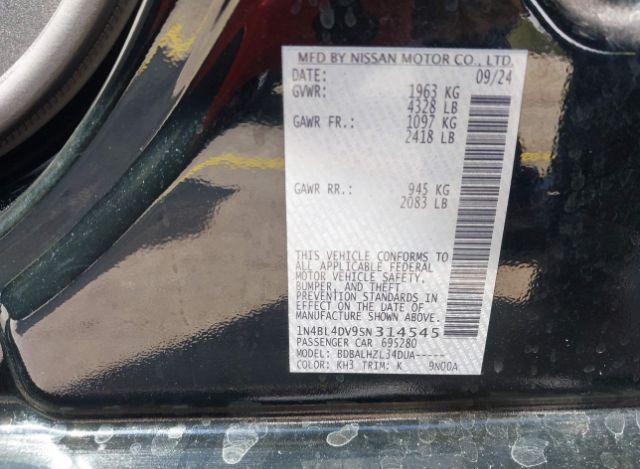 MFD BY NISSAN MOTOR CO., LTD.
DATE: 09/24
GVWR: 1963 KG
4328 LB
GAWR FR.: 1097 KG
2418 LB
GAWR RR.: 945 KG
2083 LB
THIS VEHICLE CONFORMS TO
ALL APPLICABLE FEDERAL
MOTOR VEHICLE SAFETY,
BUMPER, AND THEFT
PREVENTION STANDARDS
IN EFFECT ON THE DATE OF
MANUFACTURE SHOWN ABOVE.
1N4BL4DV9SN314545
PASSENGER CAR 695280
MODEL: BDBALHZL34DUA-----
COLOR: KH3 TRIM: K 9N00A